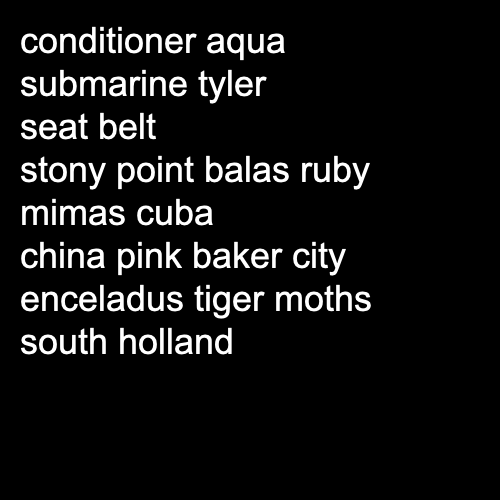 conditioner aqua
submarine tyler
seat belt
stony point balas ruby
mimas cuba
china pink baker city
enceladus tiger moths
south holland